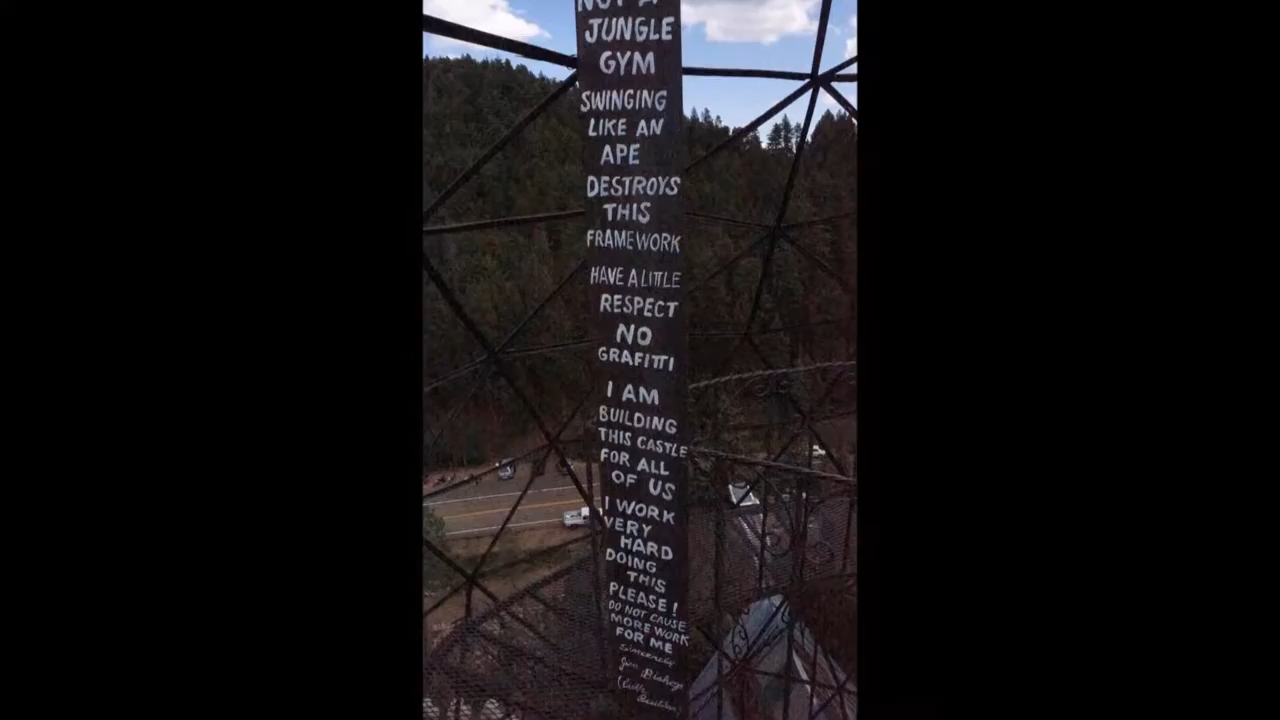 NOT A
JUNGLE
GYM
SWINGING
LIKE AN
APE
DESTROYS
THIS
FRAMEWORK
HAVE A LITTLE
RESPECT
NO
GRAFITTI
I AM
BUILDING
THIS CASTLE
FOR ALL
OF US
I WORK
VERY
HARD
DOING
THIS
PLEASE!
DO NOT CAUSE
MORE WORK
FOR ME
Sincerely
Jim Bishop